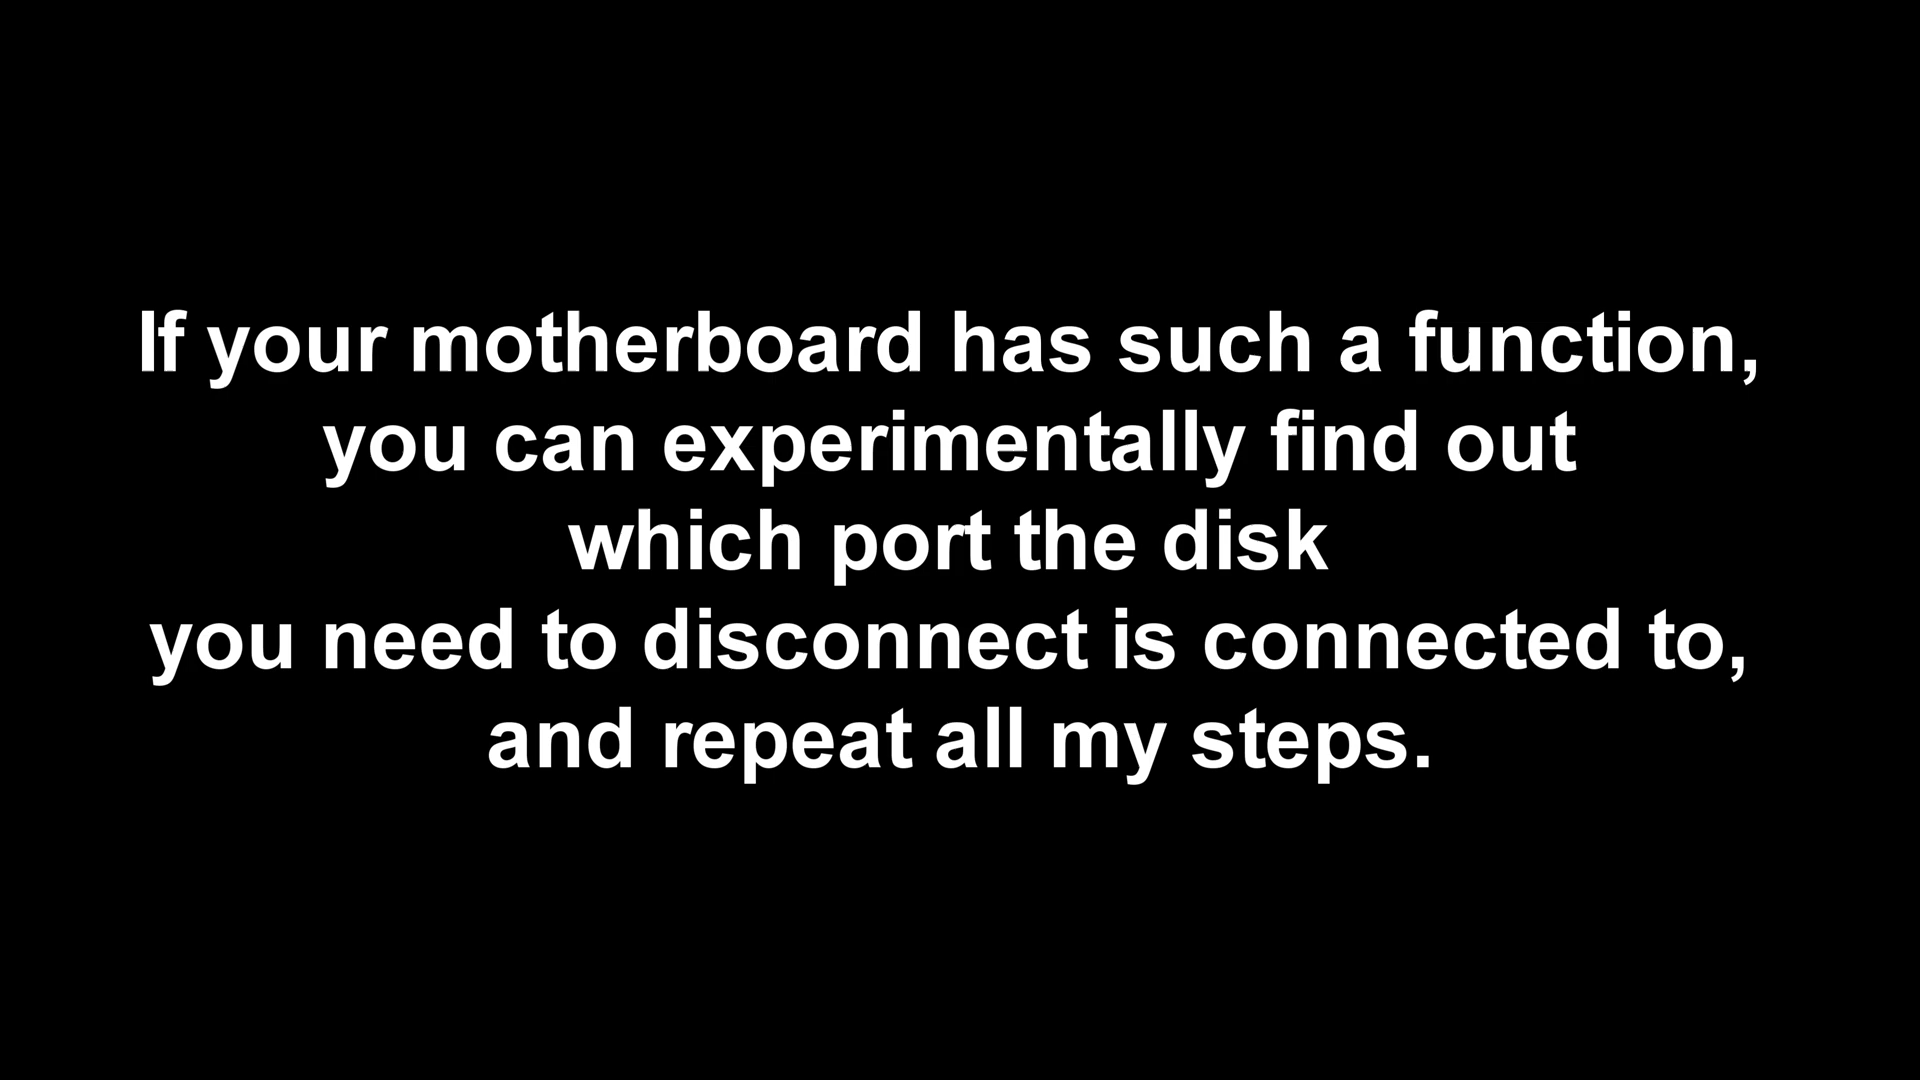 If your motherboard has such a function,
you can experimentally find out
which port the disk
you need to disconnect is connected to,
and repeat all my steps.